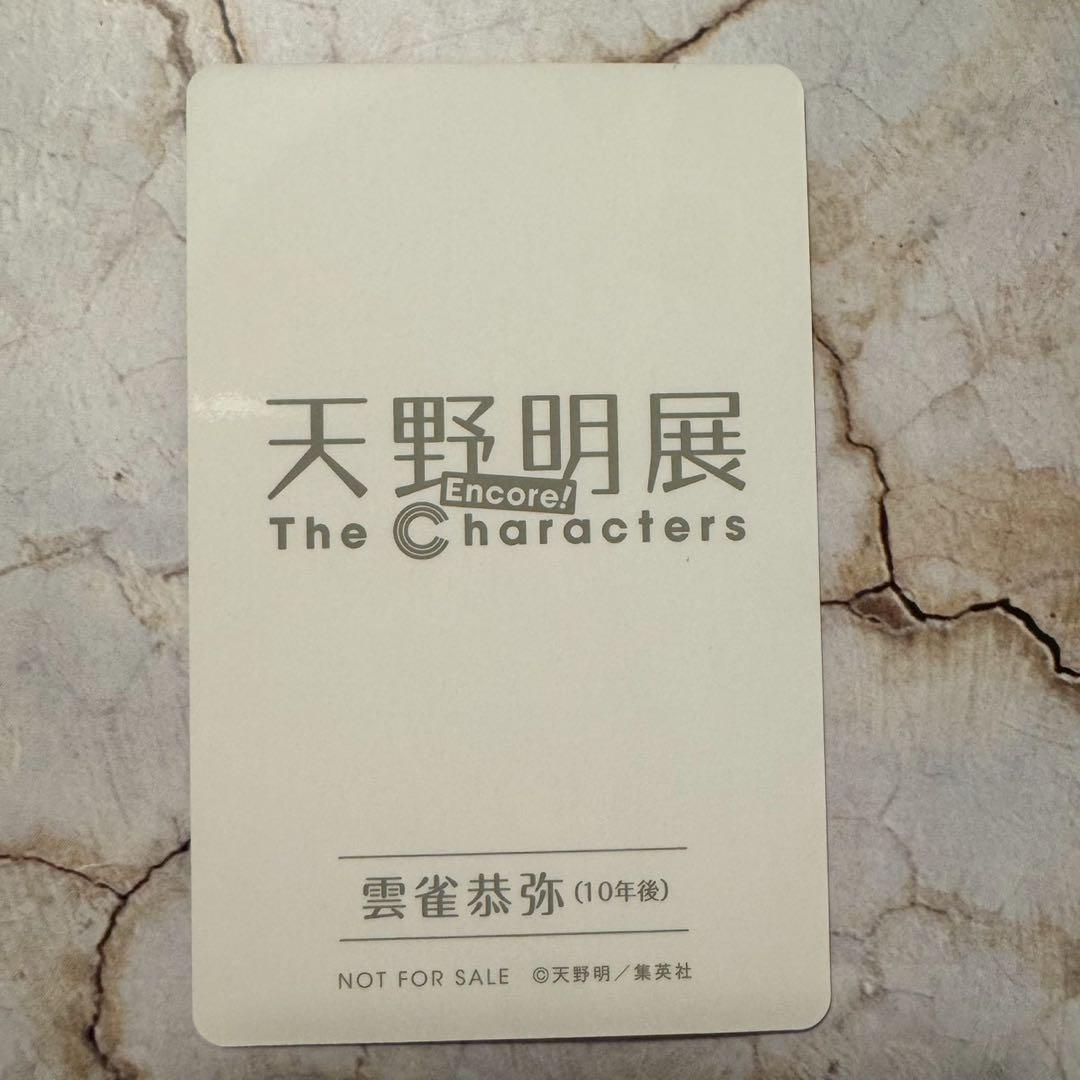 天野明展
Encore!
The Characters
雲雀恭弥(10年後)
NOT FOR SALE ©天野明／集英社